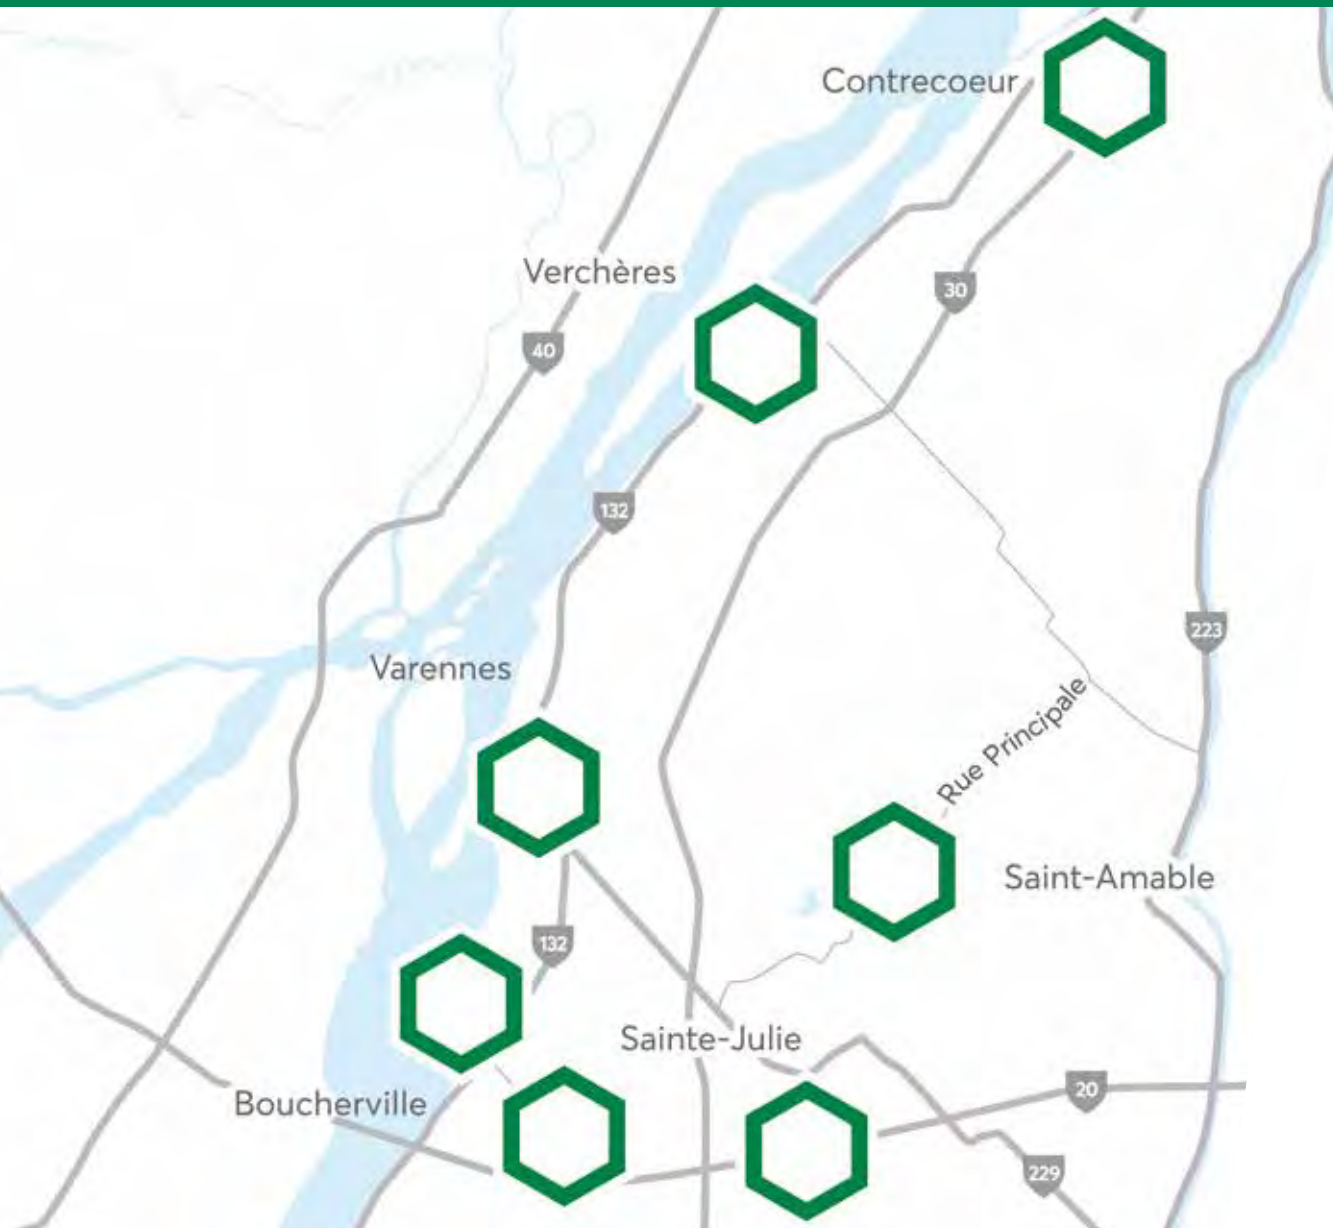 Contrecoeur
Verchères
30
40
132
223
Varennes
Rue Principale
Saint-Amable
132
Sainte-Julie
20
Boucherville
229